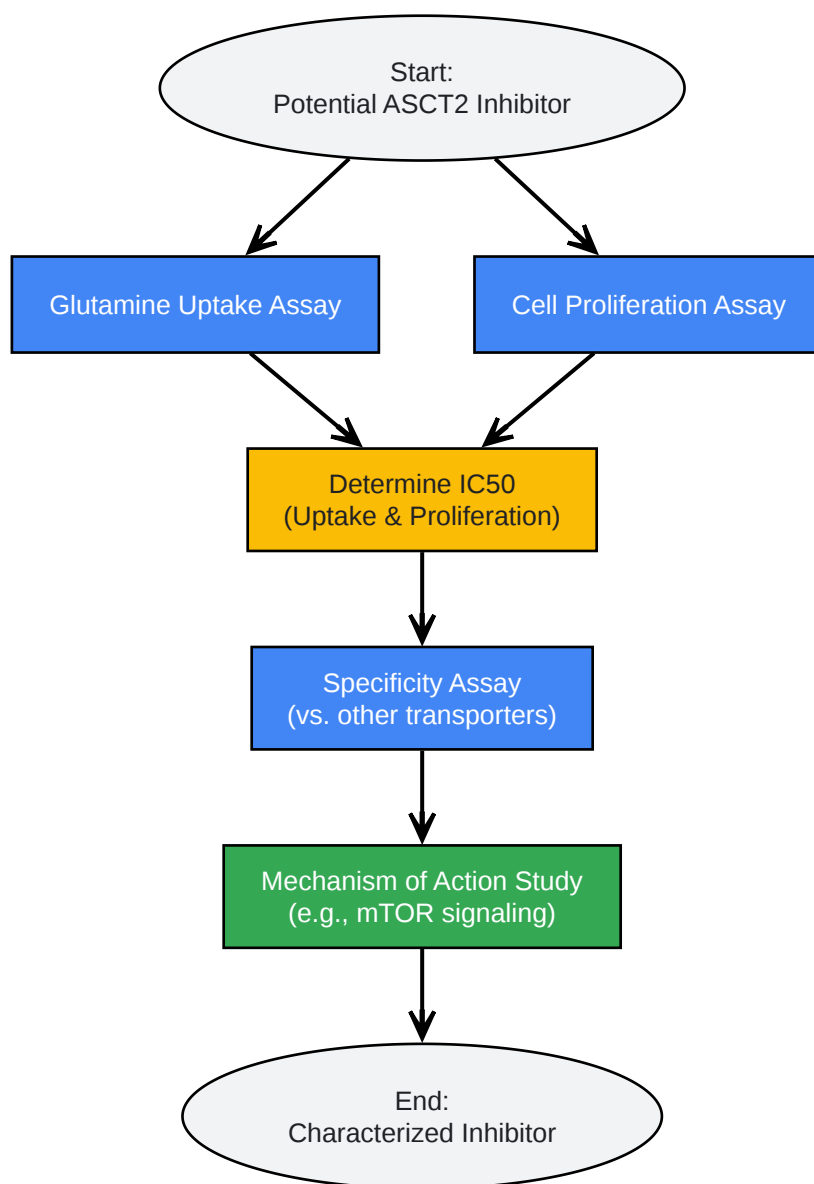 Start:
Potential ASCT2 Inhibitor
Glutamine Uptake Assay
Cell Proliferation Assay
Determine IC50
(Uptake & Proliferation)
Specificity Assay
(vs. other transporters)
Mechanism of Action Study
(e.g., mTOR signaling)
End:
Characterized Inhibitor